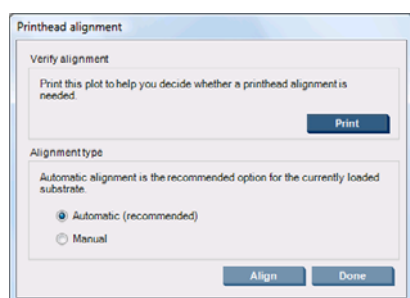 Printhead alignment
Verify alignment
Print this plot to help you decide whether a printhead alignment is
needed.
Print
Alignment type
Automatic alignment is the recommended option for the currently loaded
substrate.
Automatic (recommended)
Manual
Align
Done